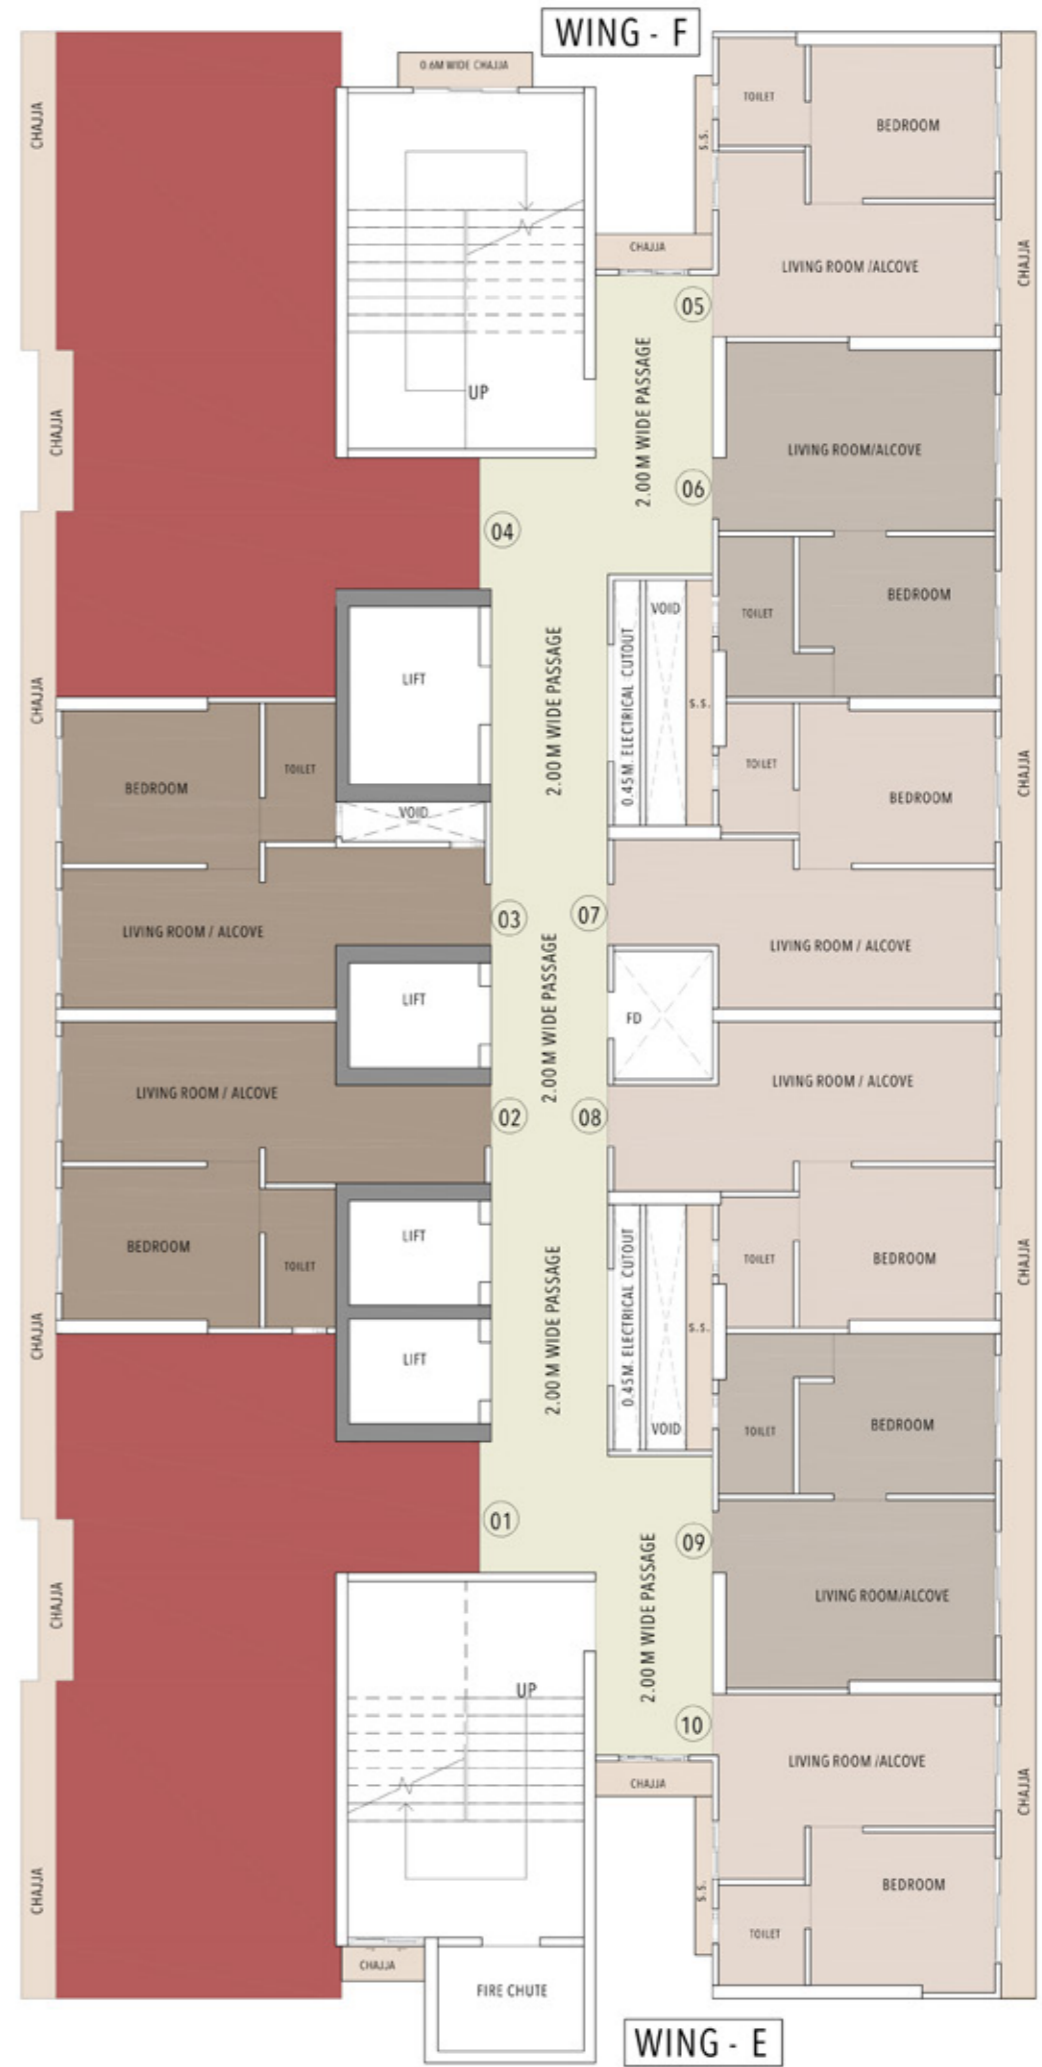 WING - F
0.6M WIDE CHAJJA
CHAJJA
TOILET
BEDROOM
S.S.
CHAJJA
LIVING ROOM /ALCOVE
CHAJJA
05
2.00 M WIDE PASSAGE
UP
CHAJJA
LIVING ROOM/ALCOVE
06
04
BEDROOM
VOID
TOILET
0.45 M. ELECTRICAL CUTOUT
2.00 M WIDE PASSAGE
LIFT
S.S.
CHAJJA
TOILET
BEDROOM
TOILET
BEDROOM
CHAJJA
VOID
03
07
LIVING ROOM / ALCOVE
LIVING ROOM / ALCOVE
2.00 M WIDE PASSAGE
LIFT
FD
LIVING ROOM / ALCOVE
LIVING ROOM / ALCOVE
02
08
LIFT
BEDROOM
TOILET
TOILET
BEDROOM
CHAJJA
0.45 M. ELECTRICAL CUTOUT
2.00 M WIDE PASSAGE
S.S.
CHAJJA
LIFT
VOID
TOILET
BEDROOM
01
09
CHAJJA
LIVING ROOM/ALCOVE
2.00 M WIDE PASSAGE
UP
10
LIVING ROOM /ALCOVE
CHAJJA
CHAJJA
CHAJJA
S.S.
BEDROOM
TOILET
CHAJJA
FIRE CHUTE
WING - E